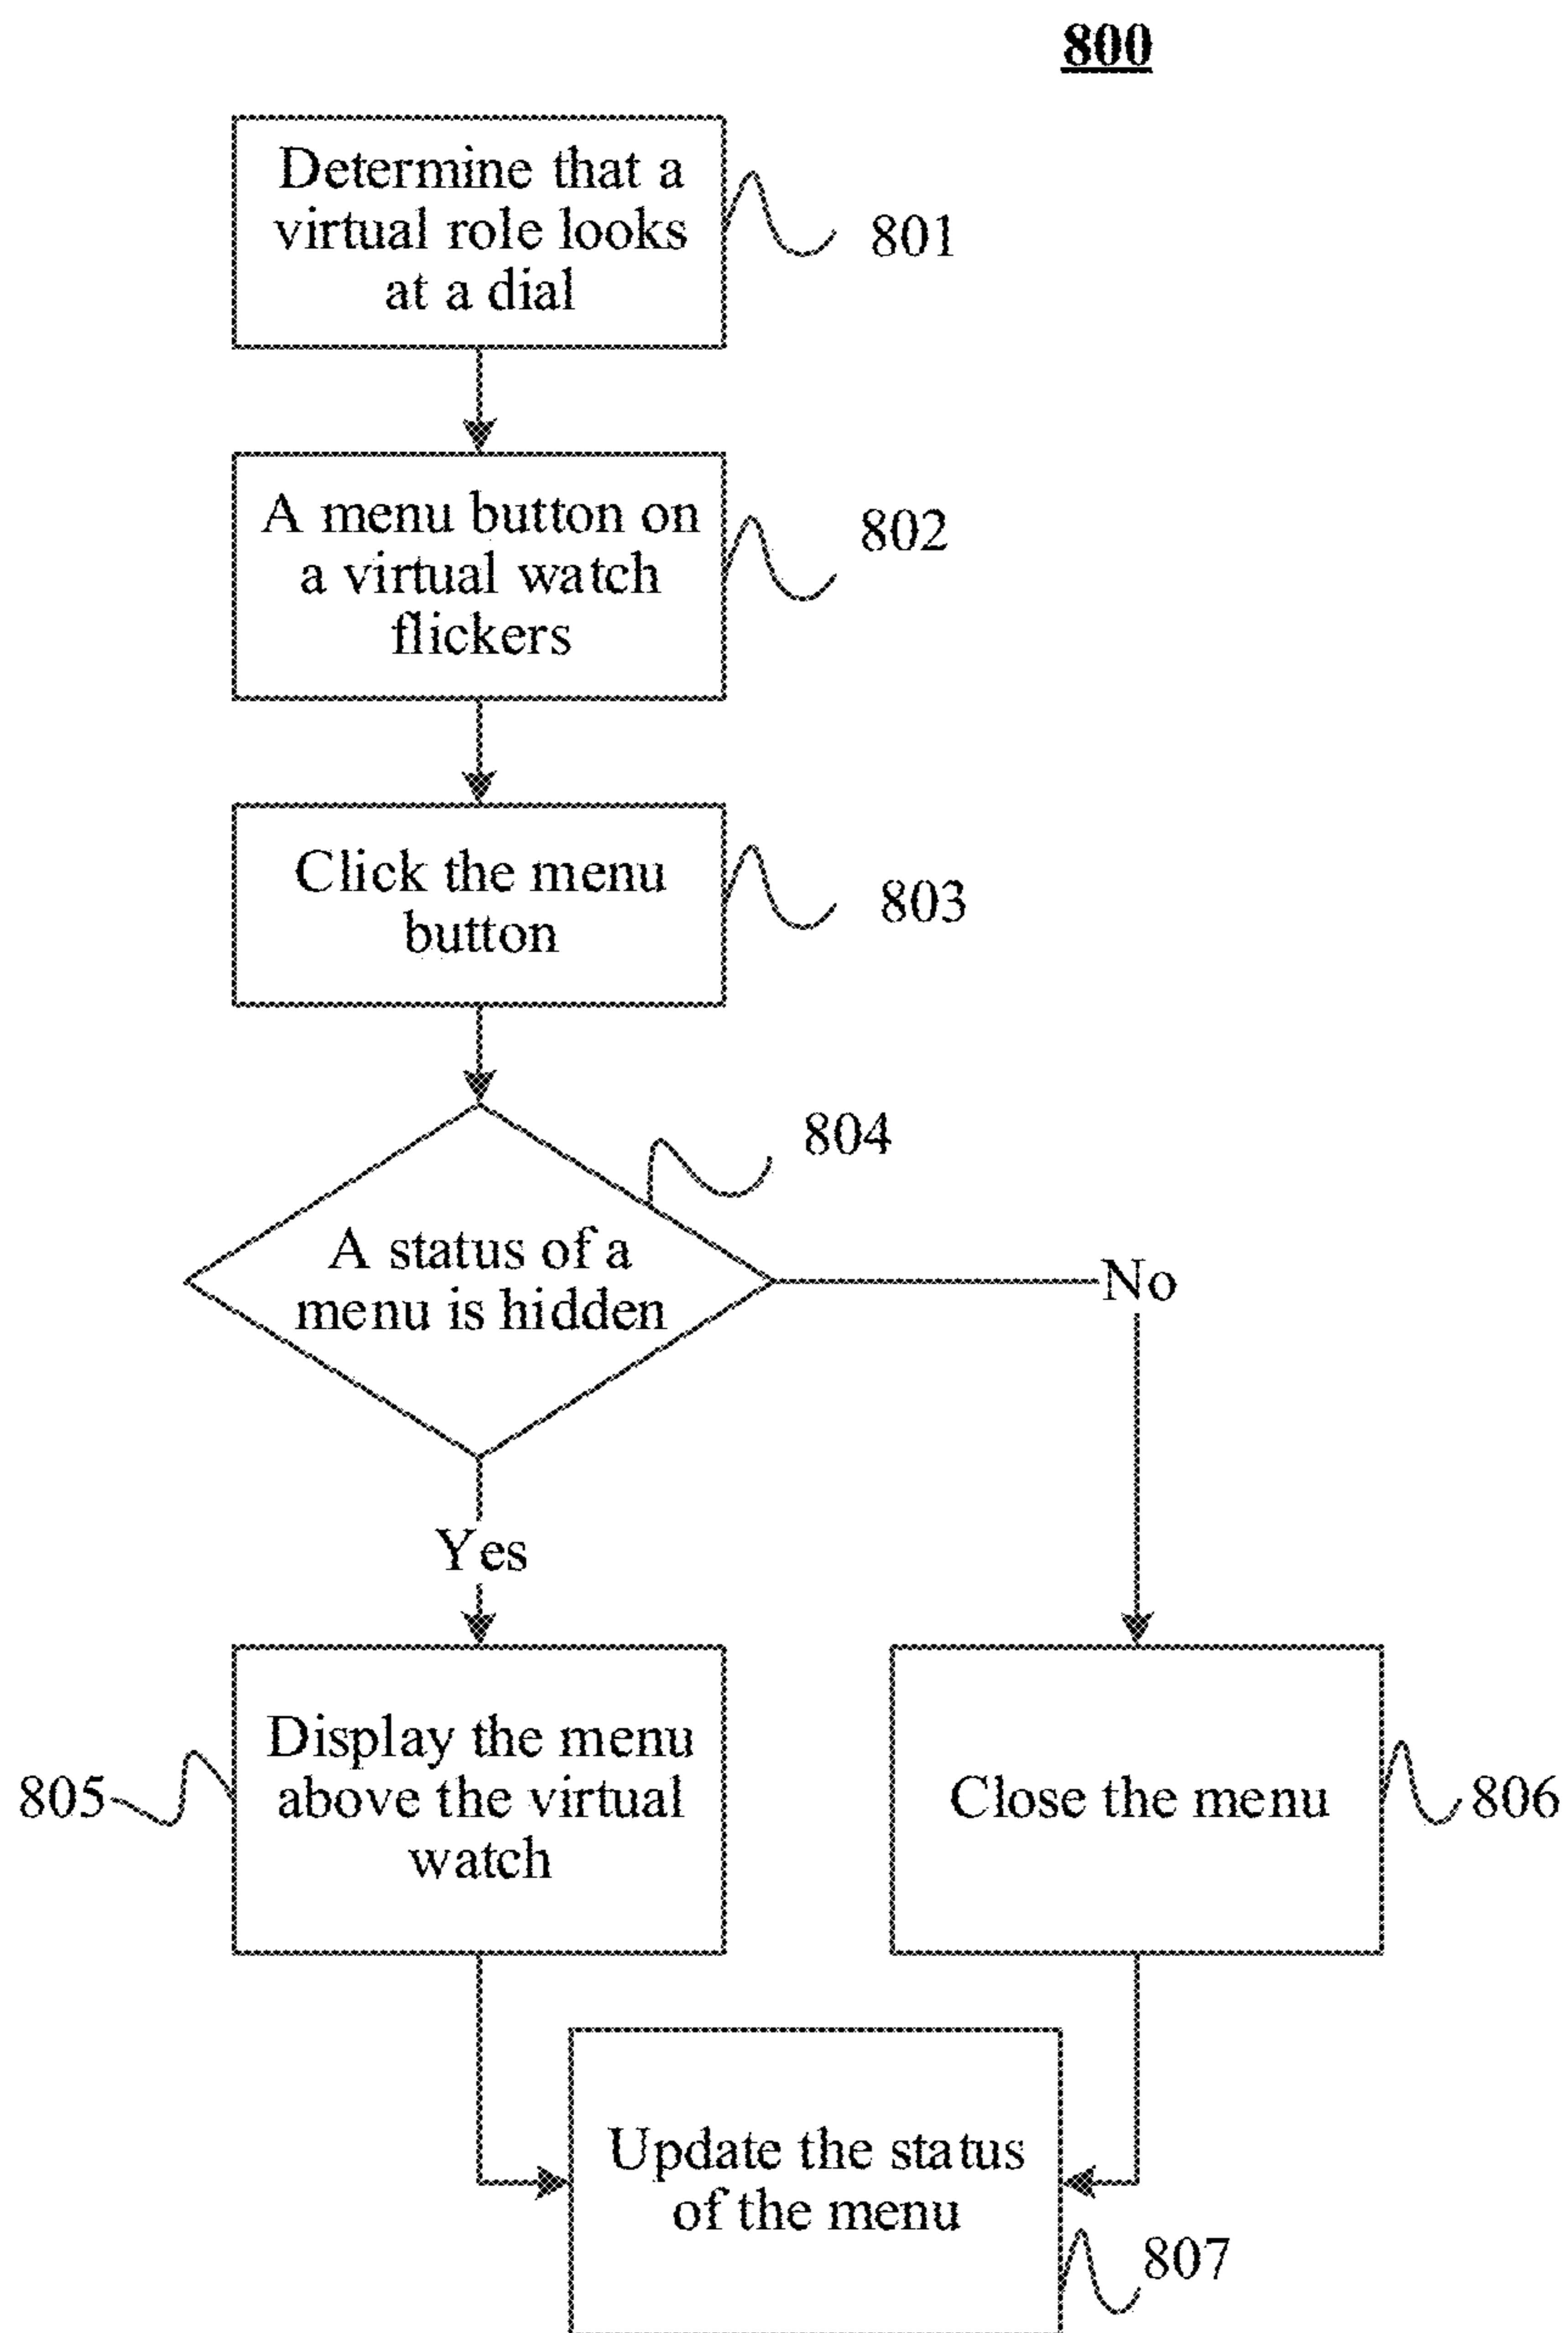 800
Determine that a
virtual role looks
at a dial
801
A menu button on
a virtual watch
flickers
802
Click the menu
button
803
804
A status of a
menu is hidden
No
Yes
805
Display the menu
above the virtual
watch
Close the menu
806
Update the status
of the menu
807